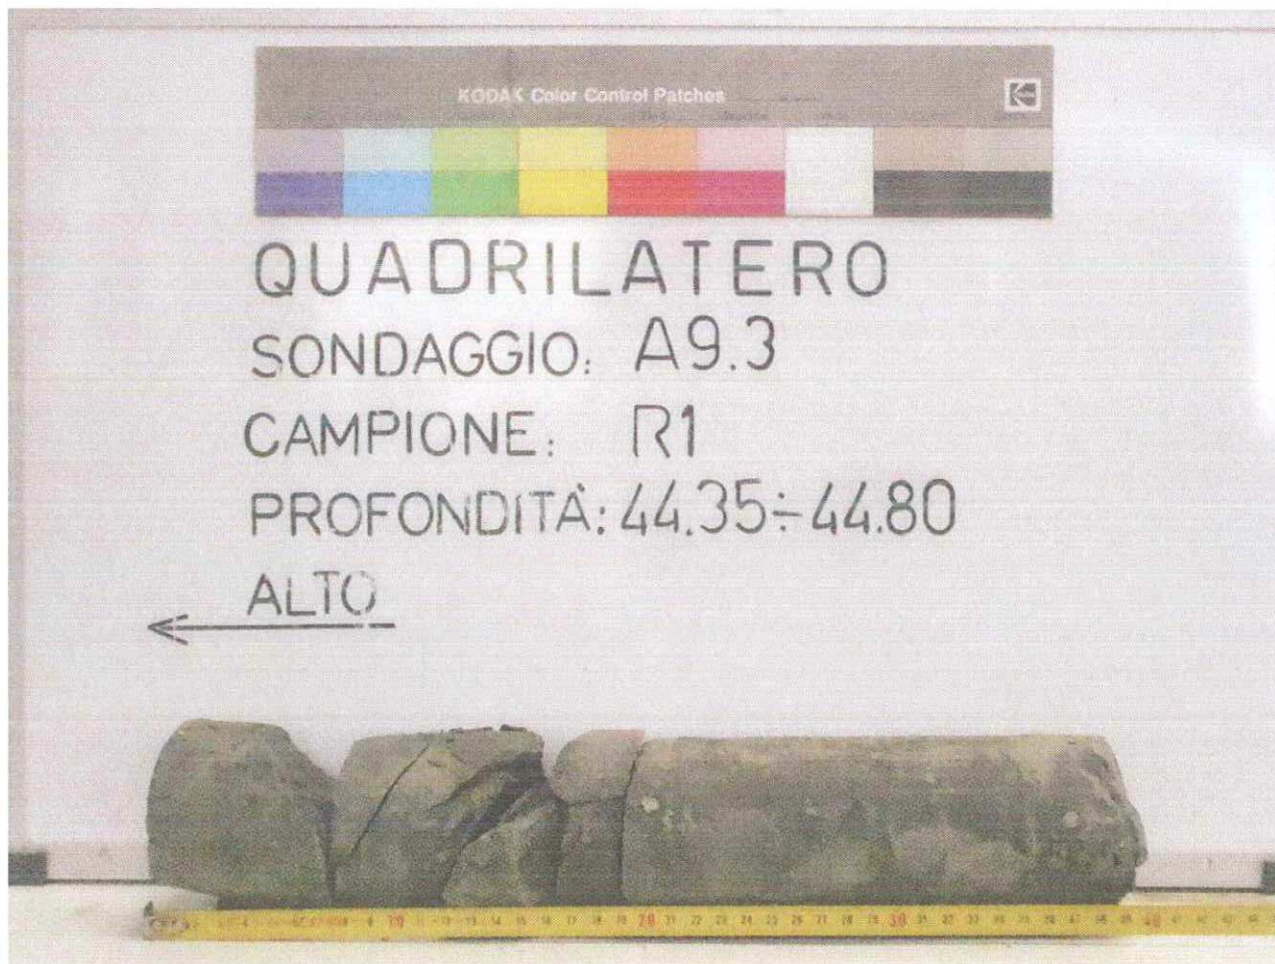 KODAK Color Control Patches
QUADRILATERO
SONDAGGIO: A9.3
CAMPIONE: R1
PROFONDITÀ: 44.35÷44.80
ALTO